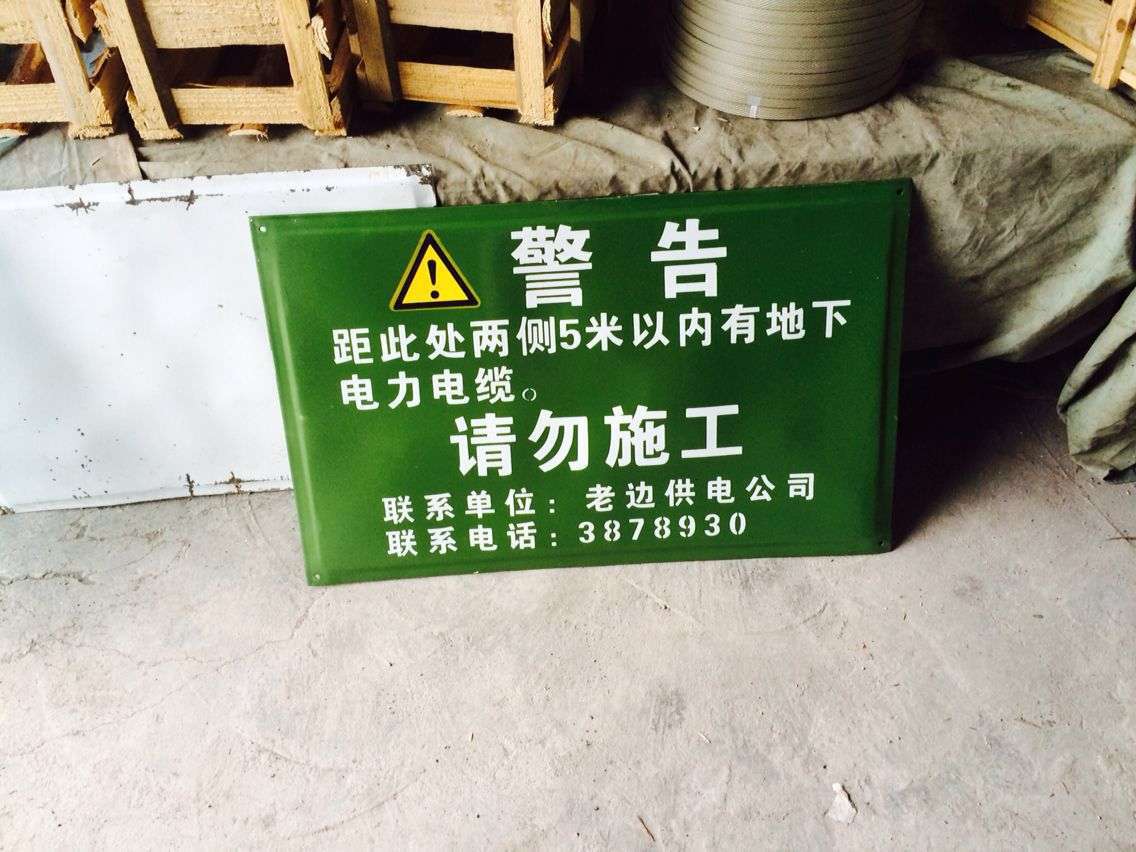 警告
距此处两侧5米以内有地下
电力电缆。
请勿施工
联系单位：老边供电公司
联系电话：3878930